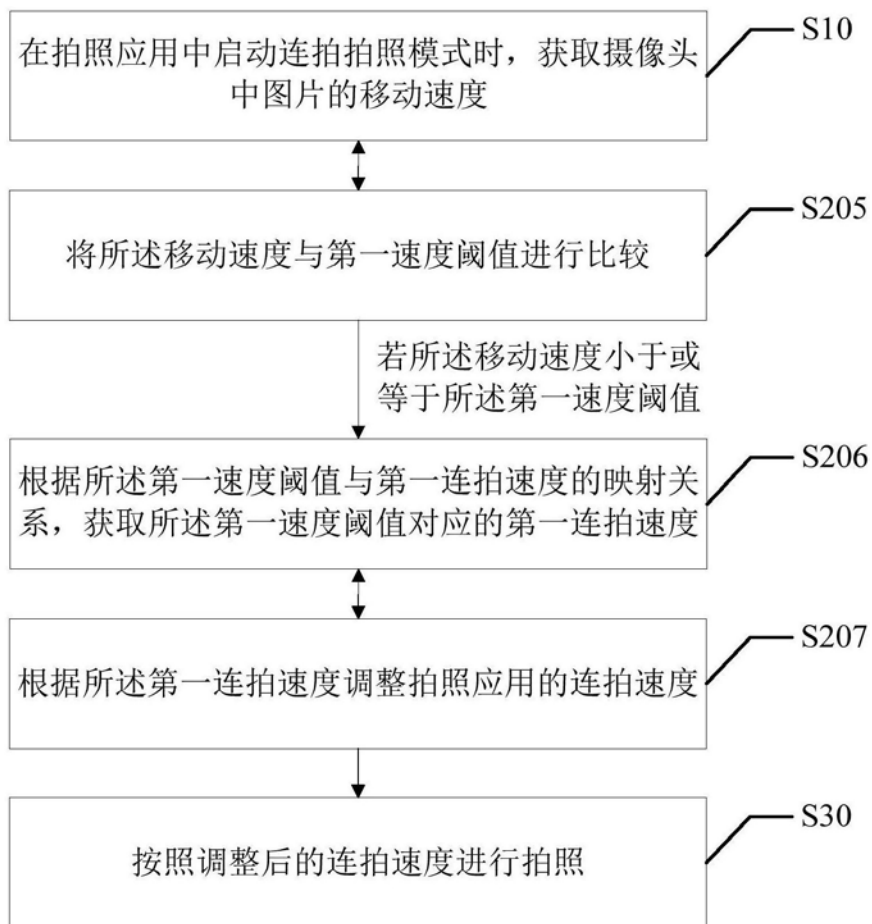 在拍照应用中启动连拍拍照模式时，获取摄像头
中图片的移动速度
S10
将所述移动速度与第一速度阈值进行比较
S205
若所述移动速度小于或
等于所述第一速度阈值
根据所述第一速度阈值与第一连拍速度的映射关
系，获取所述第一速度阈值对应的第一连拍速度
S206
根据所述第一连拍速度调整拍照应用的连拍速度
S207
按照调整后的连拍速度进行拍照
S30